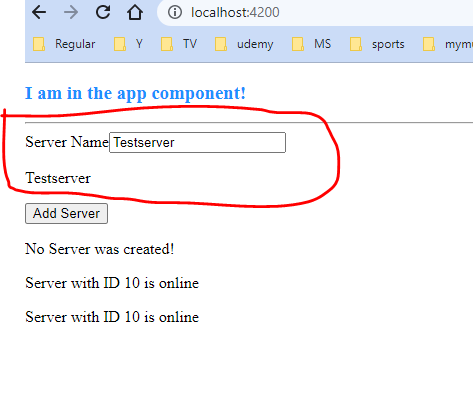 localhost:4200
Regular Y TV udemy MS sports
I am in the app component!
Server Name Testserver
Testserver
Add Server
No Server was created!
Server with ID 10 is online
Server with ID 10 is online